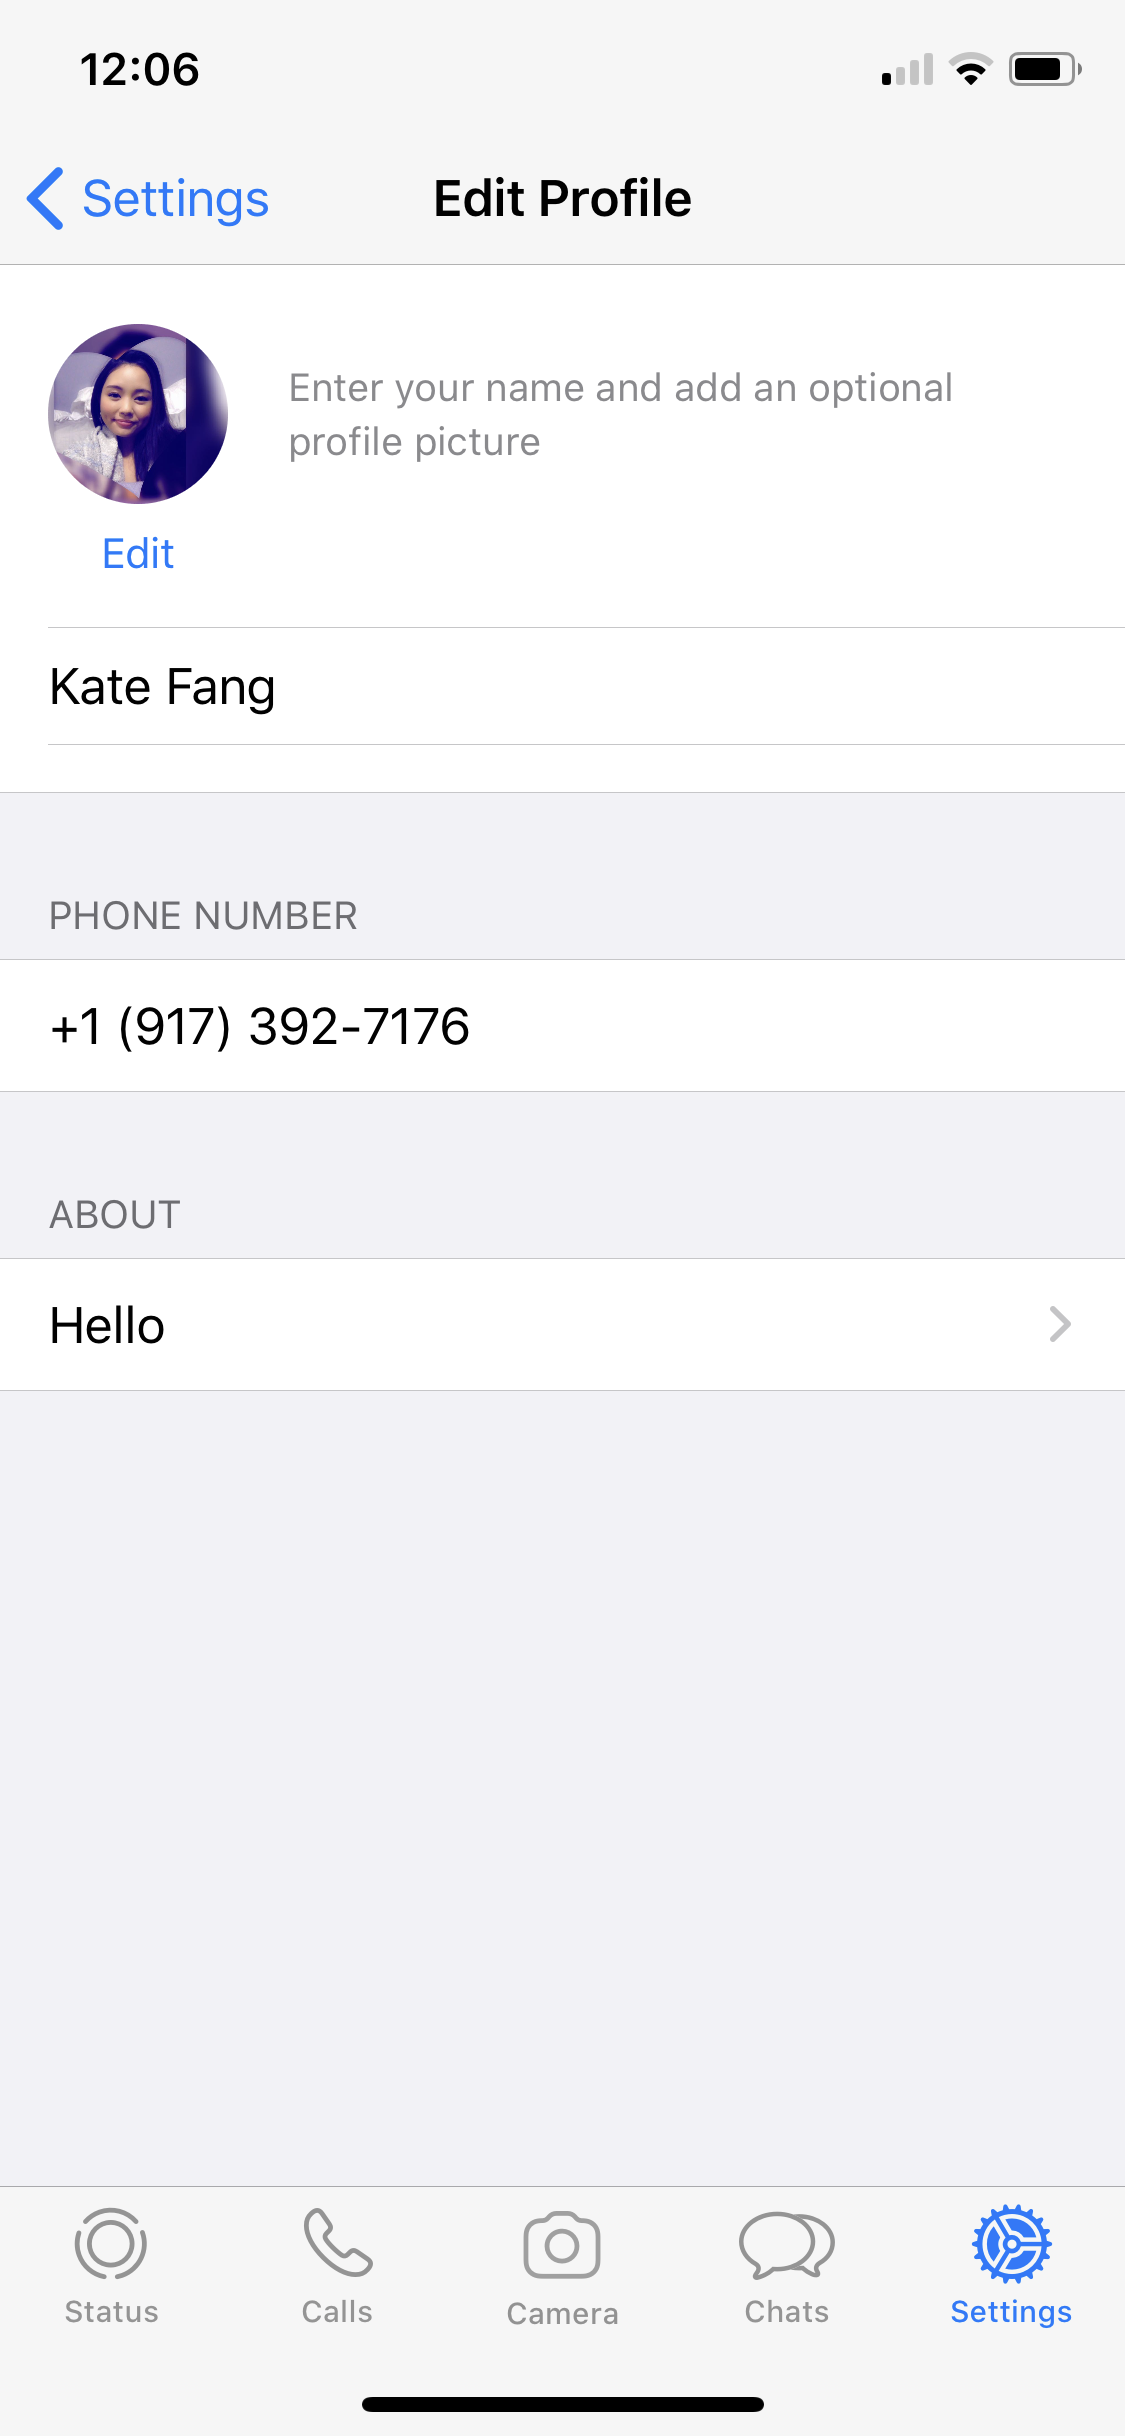 12:06
Settings
Edit Profile
Enter your name and add an optional
profile picture
Edit
Kate Fang
PHONE NUMBER
+1 (917) 392-7176
ABOUT
Hello
Status
Calls
Camera
Chats
Settings